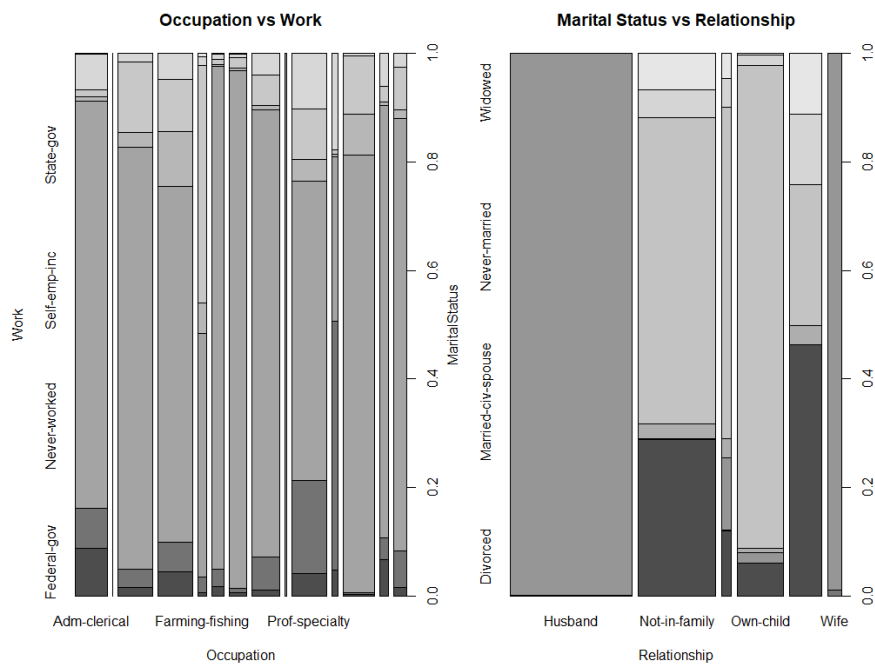 Occupation vs Work
Work
State-gov
Self-emp-inc
Never-worked
Federal-gov
1.0
0.8
0.6
0.4
0.2
0.0
Adm-clerical
Farming-fishing
Prof-specialty
Occupation
Marital Status vs Relationship
MaritalStatus
Widowed
Never-married
Married-civ-spouse
Divorced
1.0
0.8
0.6
0.4
0.2
0.0
Husband
Not-in-family
Own-child
Wife
Relationship